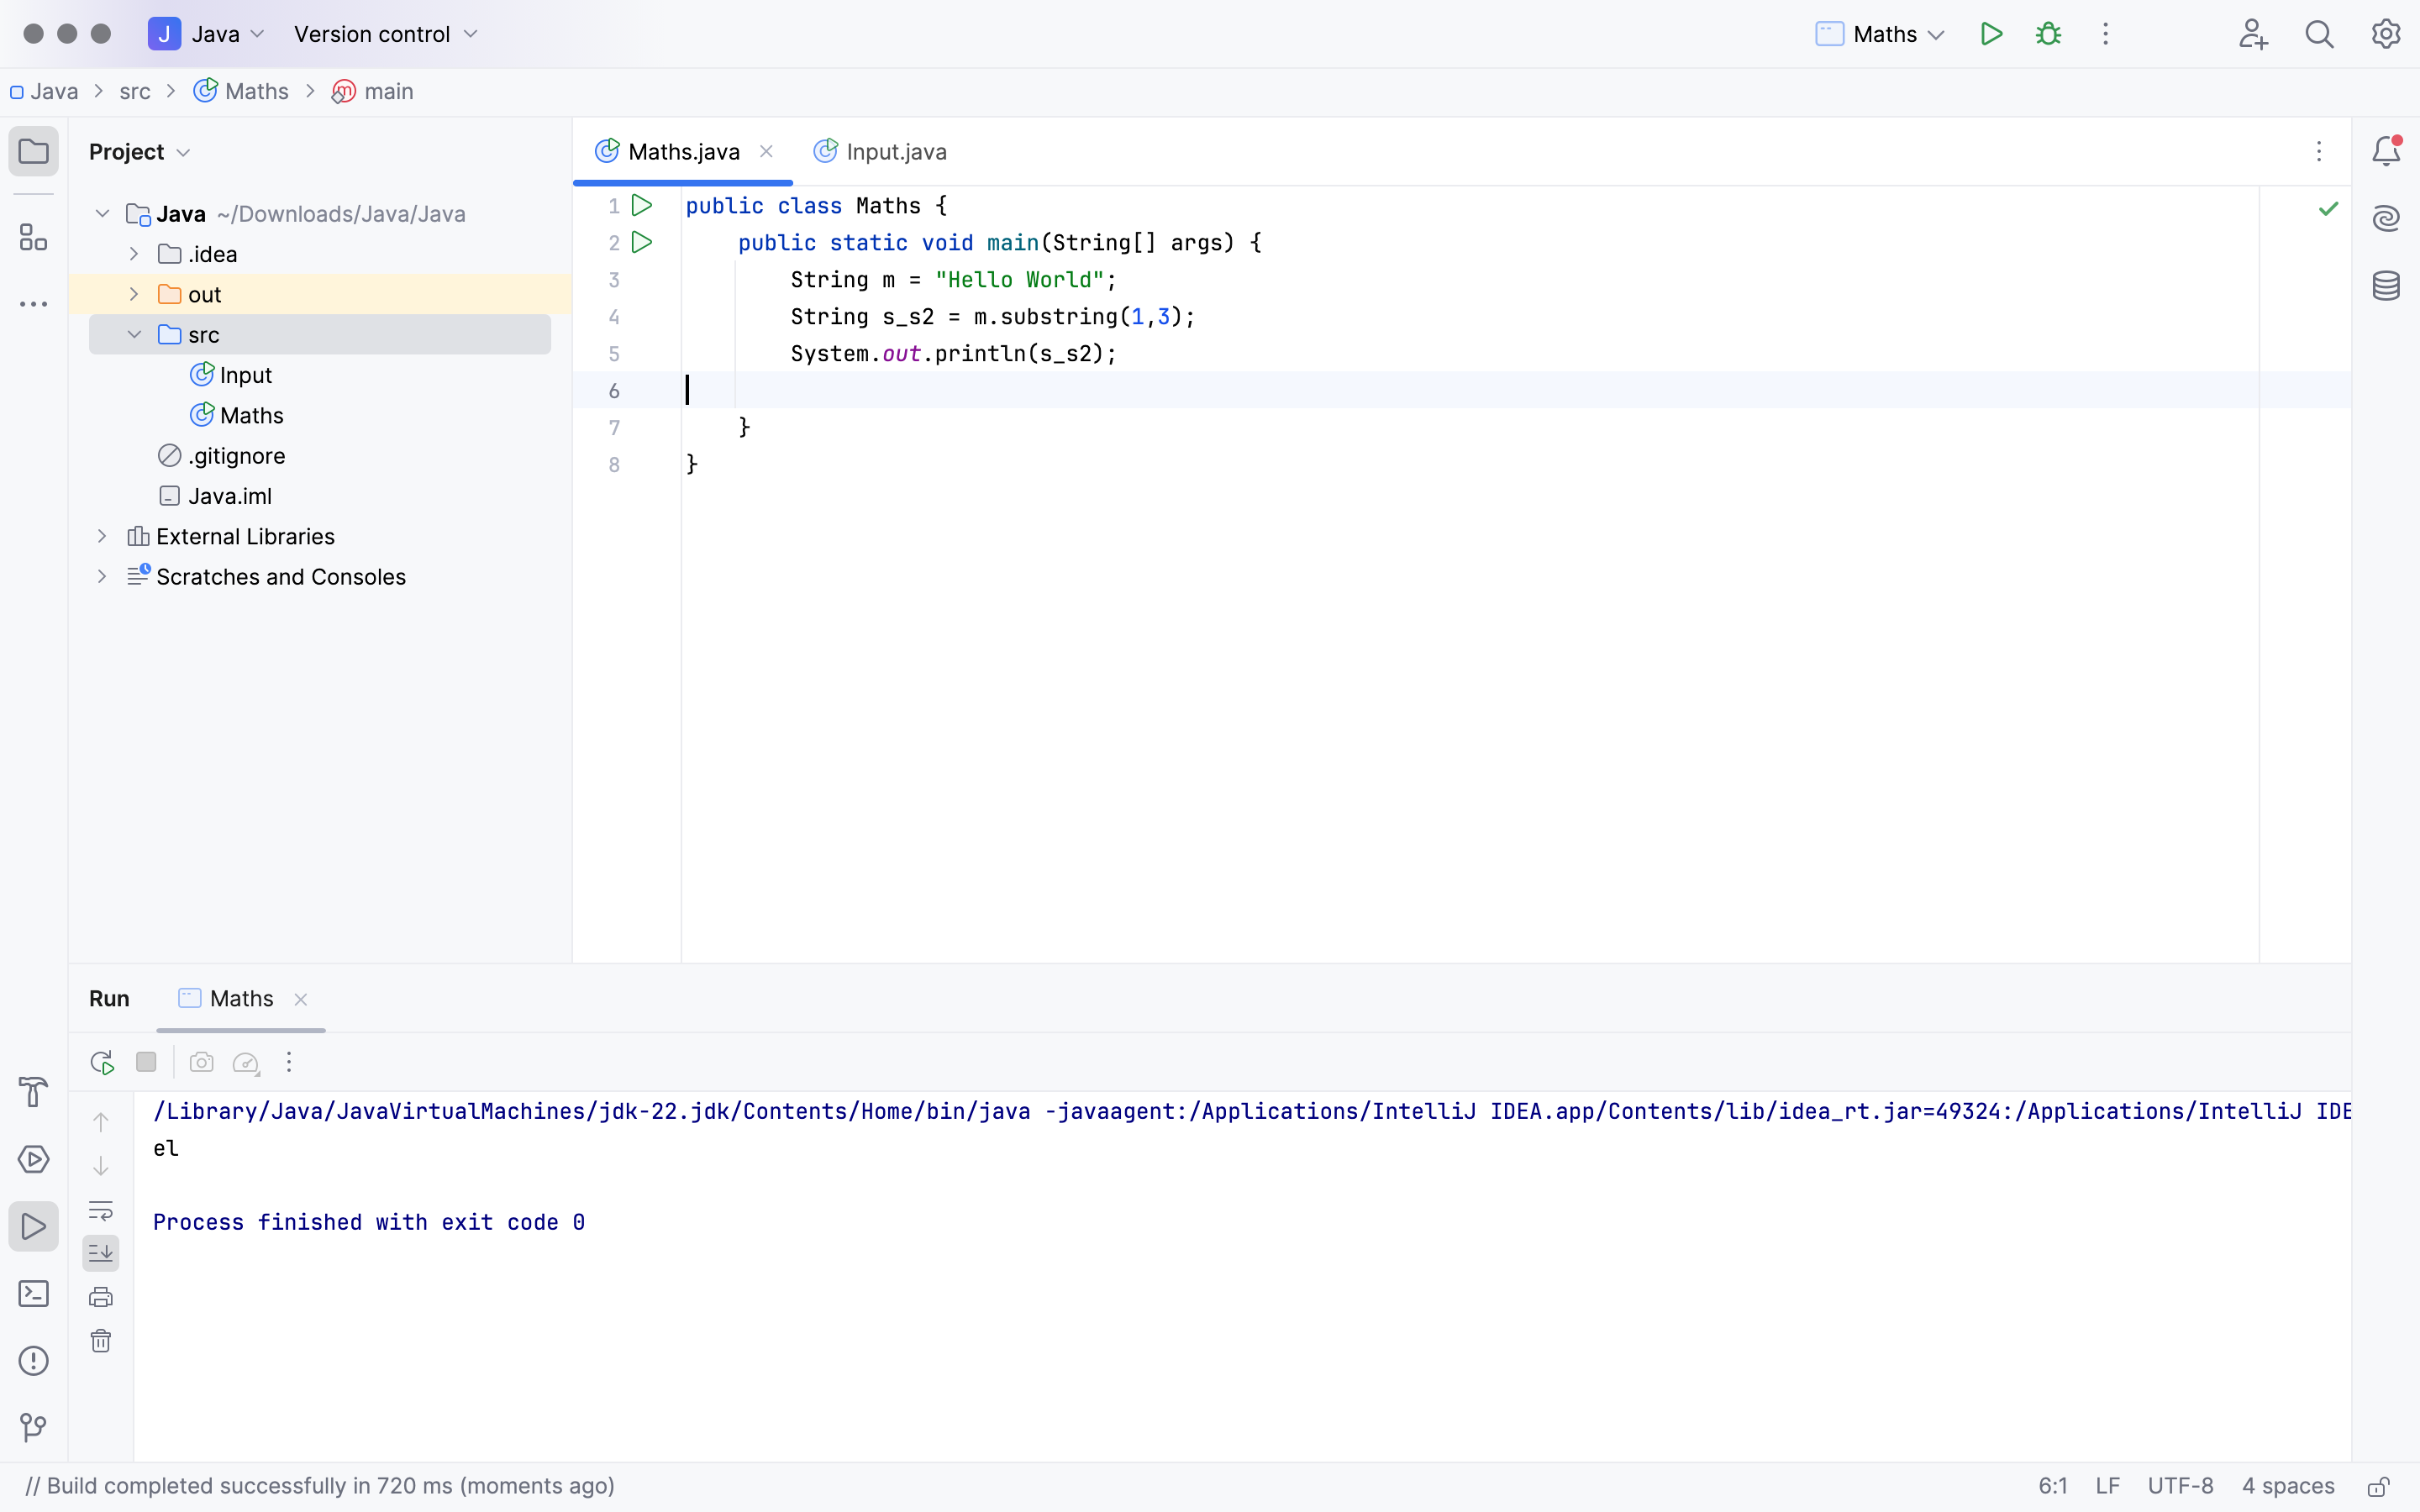 J Java Version control Maths
Java > src > Maths > main
Project
Java ~/Downloads/Java/Java
.idea
out
src
Input
Maths
.gitignore
Java.iml
External Libraries
Scratches and Consoles
Maths.java Input.java
1 public class Maths {
2 public static void main(String[] args) {
3 String m = "Hello World";
4 String s_s2 = m.substring(1,3);
5 System.out.println(s_s2);
6
7 }
8 }
Run Maths
/Library/Java/JavaVirtualMachines/jdk-22.jdk/Contents/Home/bin/java -javaagent:/Applications/IntelliJ IDEA.app/Contents/lib/idea_rt.jar=49324:/Applications/IntelliJ IDE
el
Process finished with exit code 0
// Build completed successfully in 720 ms (moments ago) 6:1 LF UTF-8 4 spaces